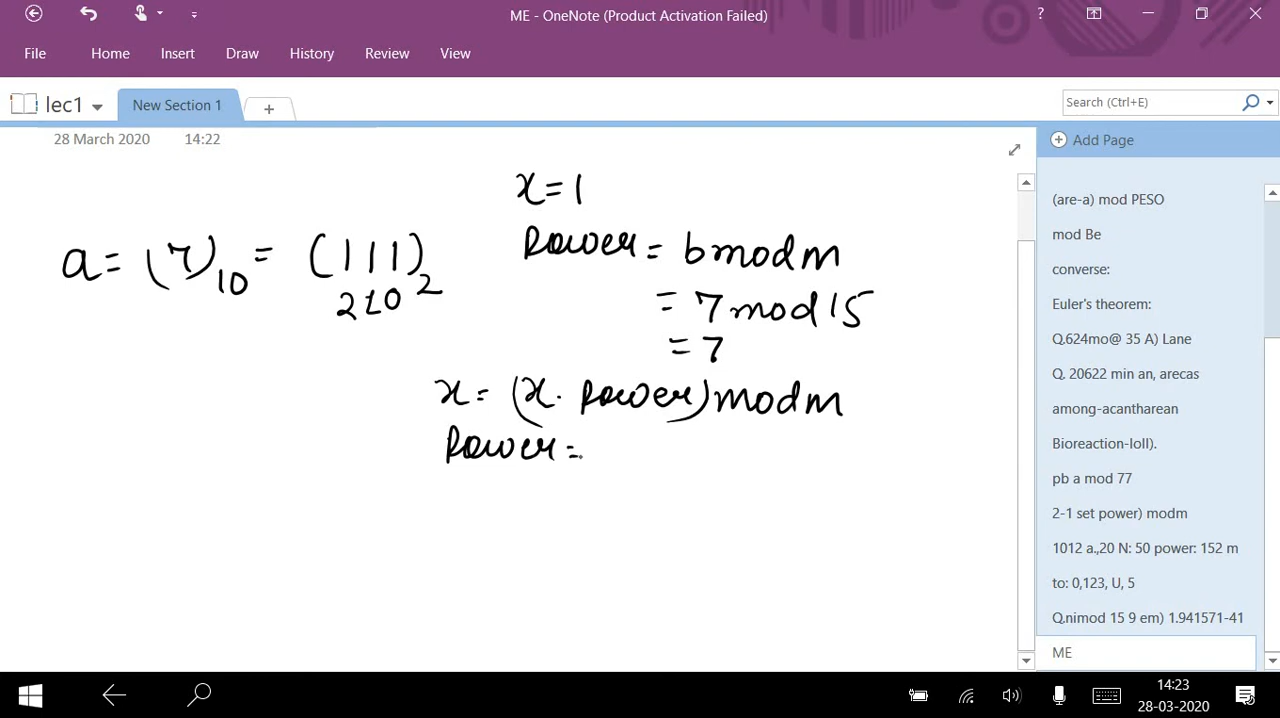 ME - OneNote (Product Activation Failed)
?
File Home Insert Draw History Review View
lec1
New Section 1
+
Search (Ctrl+E)
28 March 2020 14:22
x = 1
a = (7)10 = (111)2
210
Power = b mod m
= 7 mod 15
= 7
x = (x . Power) mod m
Power =
Add Page
(are-a) mod PESO
mod Be
converse:
Euler's theorem:
Q.624mo@ 35 A) Lane
Q. 20622 min an, arecas
among-acantharean
Bioreaction-loll).
pb a mod 77
2-1 set power) modm
1012 a.,20 N: 50 power: 152 m
to: 0,123, U, 5
Q.nimod 15 9 em) 1.941571-41
ME
14:23
28-03-2020